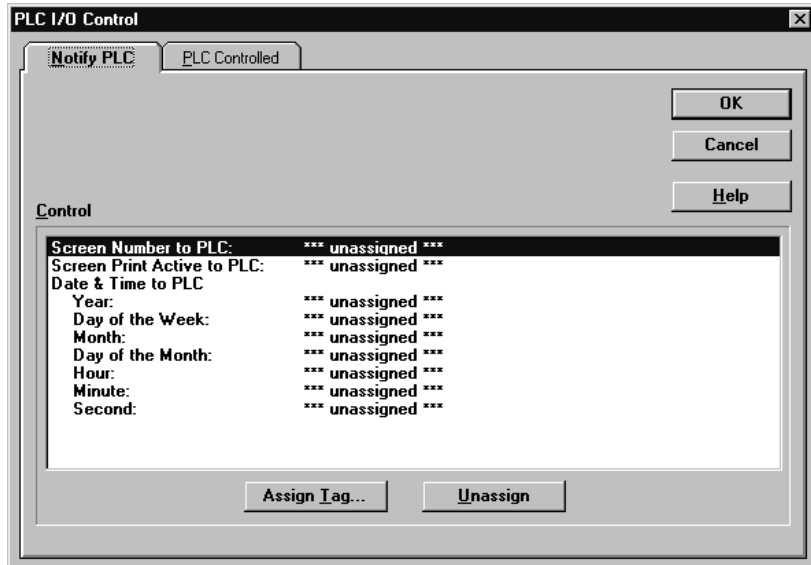 PLC I/O Control
Notify PLC
PLC Controlled
OK
Cancel
Help
Control
Screen Number to PLC: *** unassigned ***
Screen Print Active to PLC: *** unassigned ***
Date & Time to PLC
Year: *** unassigned ***
Day of the Week: *** unassigned ***
Month: *** unassigned ***
Day of the Month: *** unassigned ***
Hour: *** unassigned ***
Minute: *** unassigned ***
Second: *** unassigned ***
Assign Tag...
Unassign